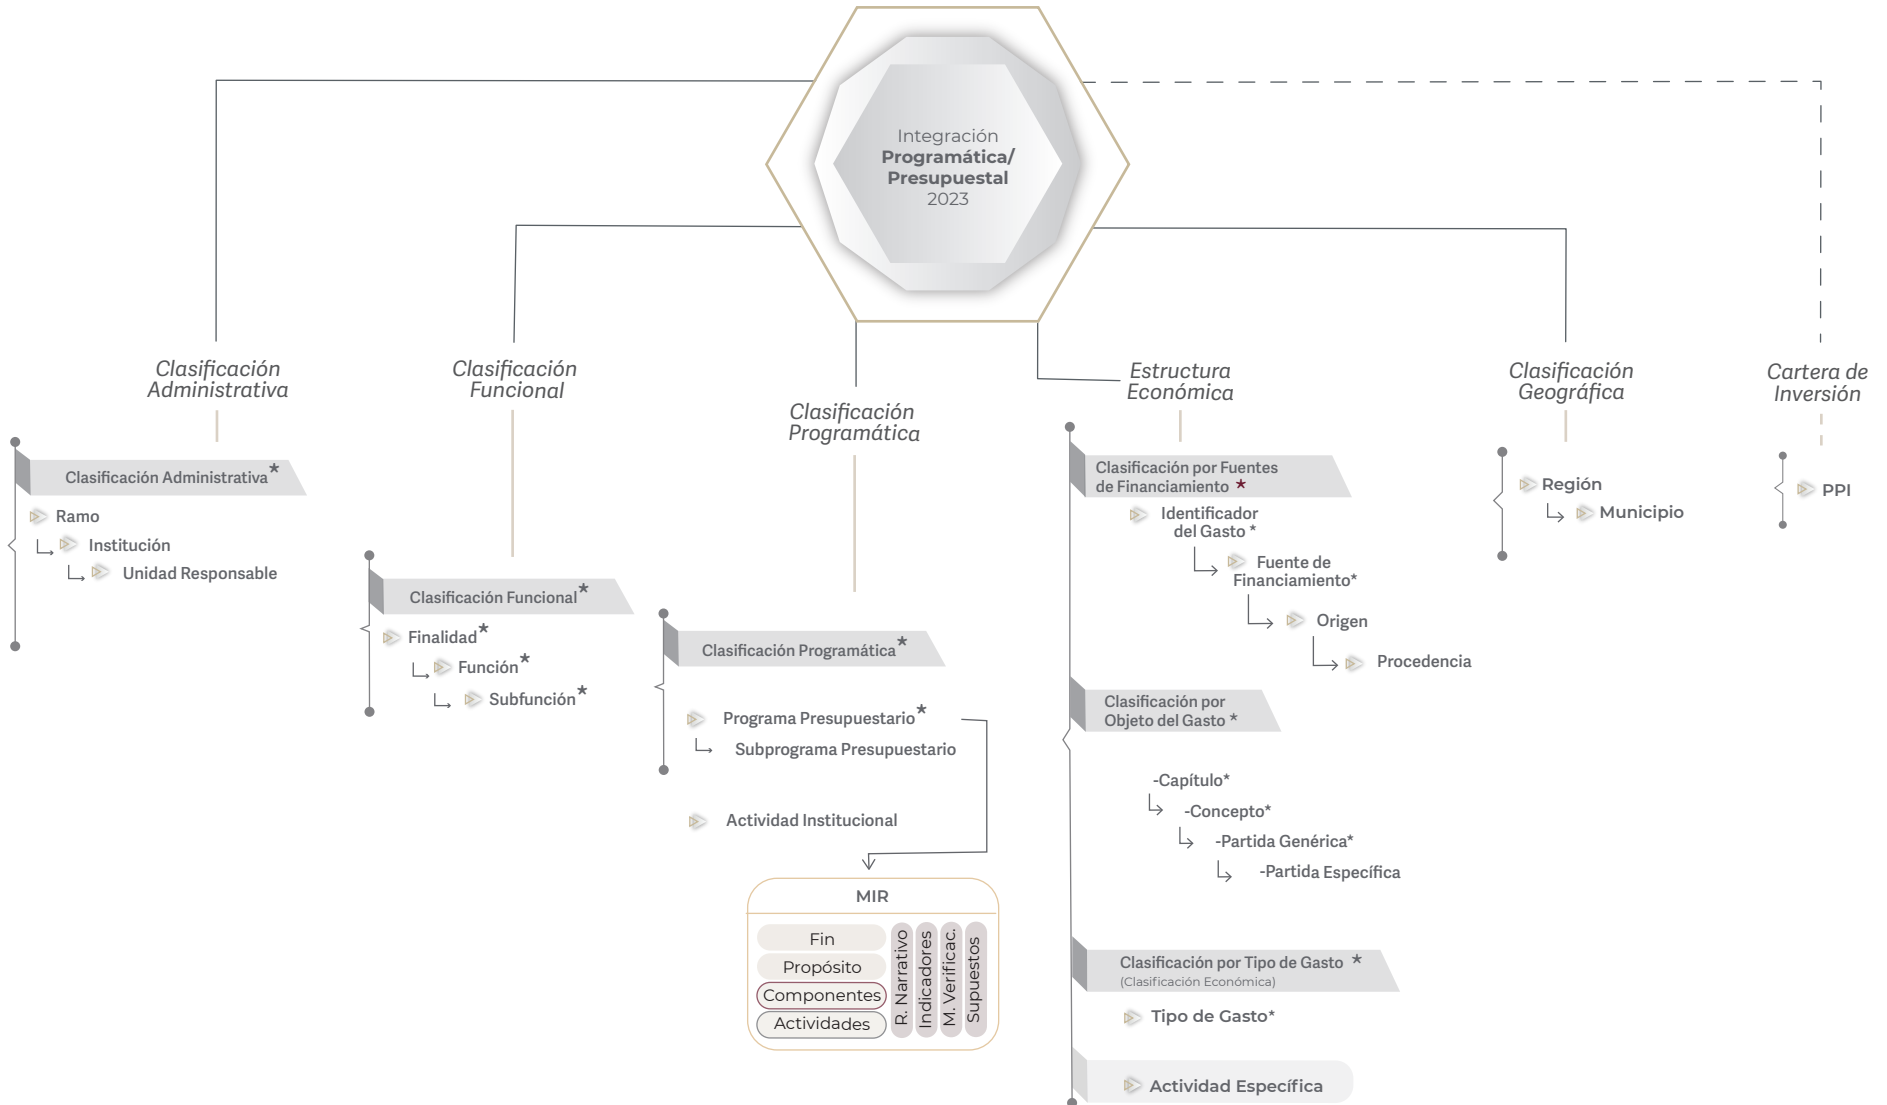 Integración
Programática/
Presupuestal
2023
Clasificación
Administrativa
Clasificación Administrativa*
Ramo
Institución
Unidad Responsable
Clasificación
Funcional
Clasificación Funcional*
Finalidad*
Función*
Subfunción*
Clasificación
Programática
Clasificación Programática*
Programa Presupuestario*
Subprograma Presupuestario
Actividad Institucional
MIR
Fin
Propósito
Componentes
Actividades
R. Narrativo
Indicadores
M. Verificac.
Supuestos
Estructura
Económica
Clasificación por Fuentes
de Financiamiento *
Identificador
del Gasto *
Fuente de
Financiamiento*
Origen
Procedencia
Clasificación por
Objeto del Gasto *
-Capítulo*
-Concepto*
-Partida Genérica*
-Partida Específica
Clasificación por Tipo de Gasto *
(Clasificación Económica)
Tipo de Gasto*
Actividad Específica
Clasificación
Geográfica
Región
Municipio
Cartera de
Inversión
PPI